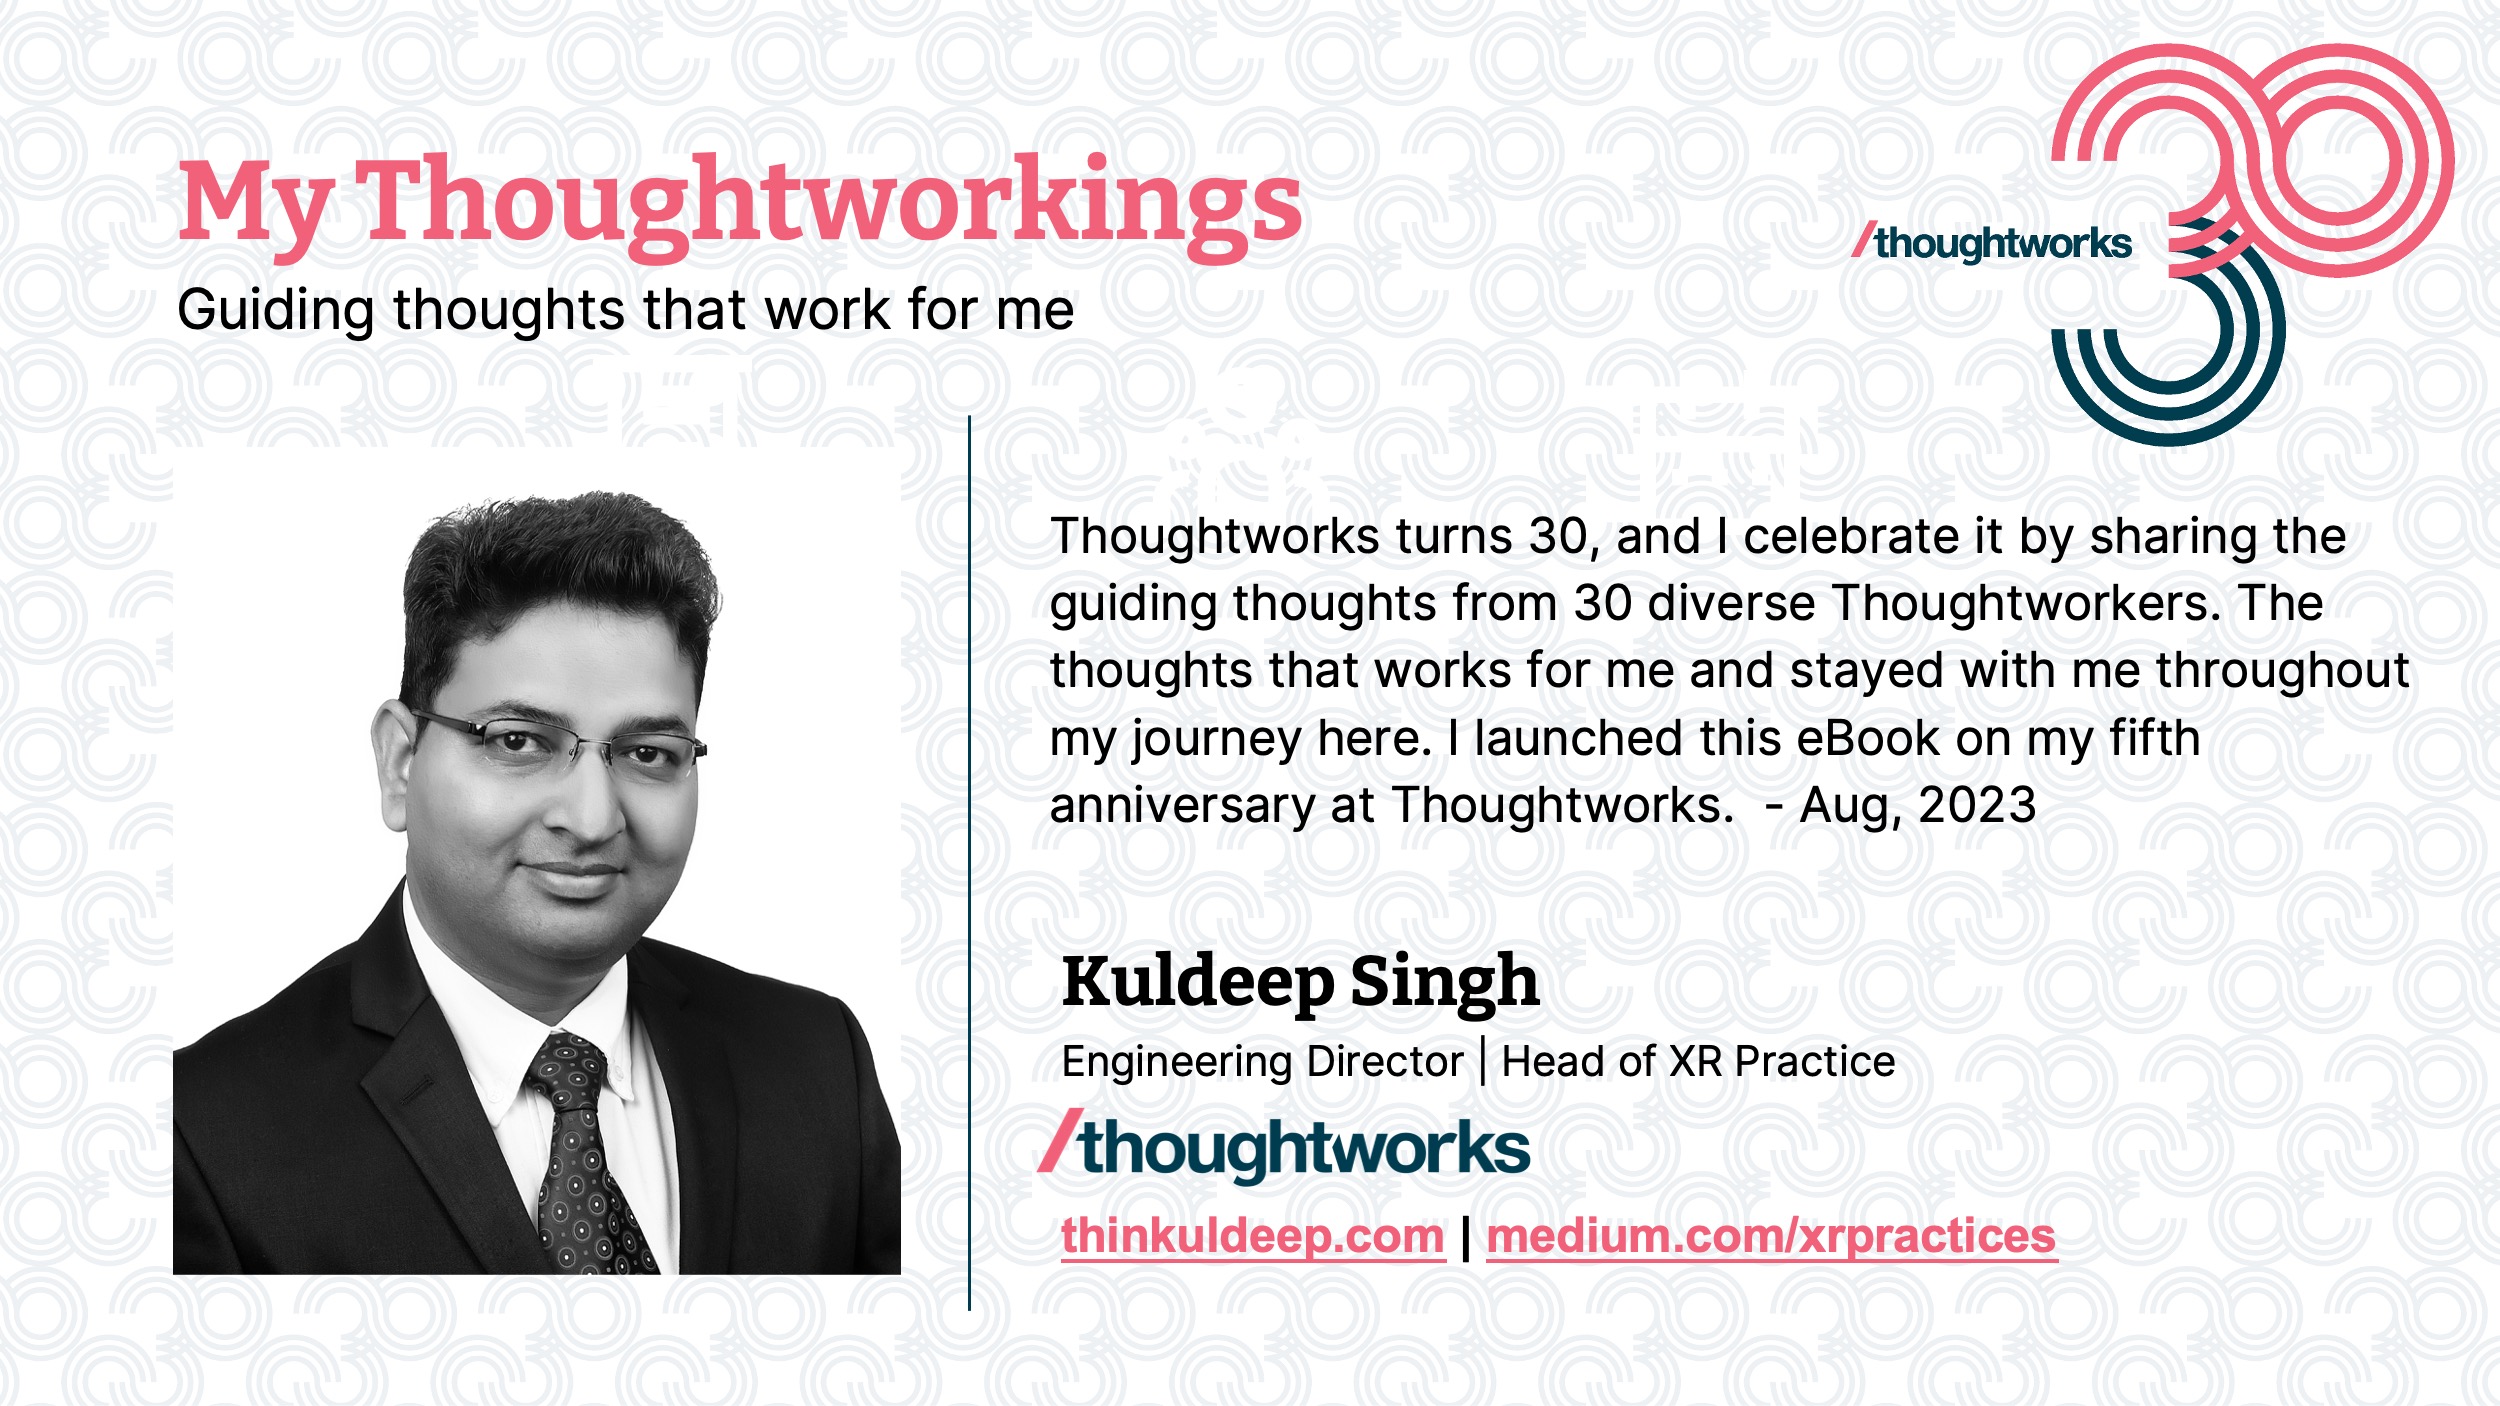 My Thoughtworkings
Guiding thoughts that work for me
/thoughtworks
30
Thoughtworks turns 30, and I celebrate it by sharing the
guiding thoughts from 30 diverse Thoughtworkers. The
thoughts that works for me and stayed with me throughout
my journey here. I launched this eBook on my fifth
anniversary at Thoughtworks.  - Aug, 2023
Kuldeep Singh
Engineering Director | Head of XR Practice
/thoughtworks
thinkuldeep.com | medium.com/xrpractices